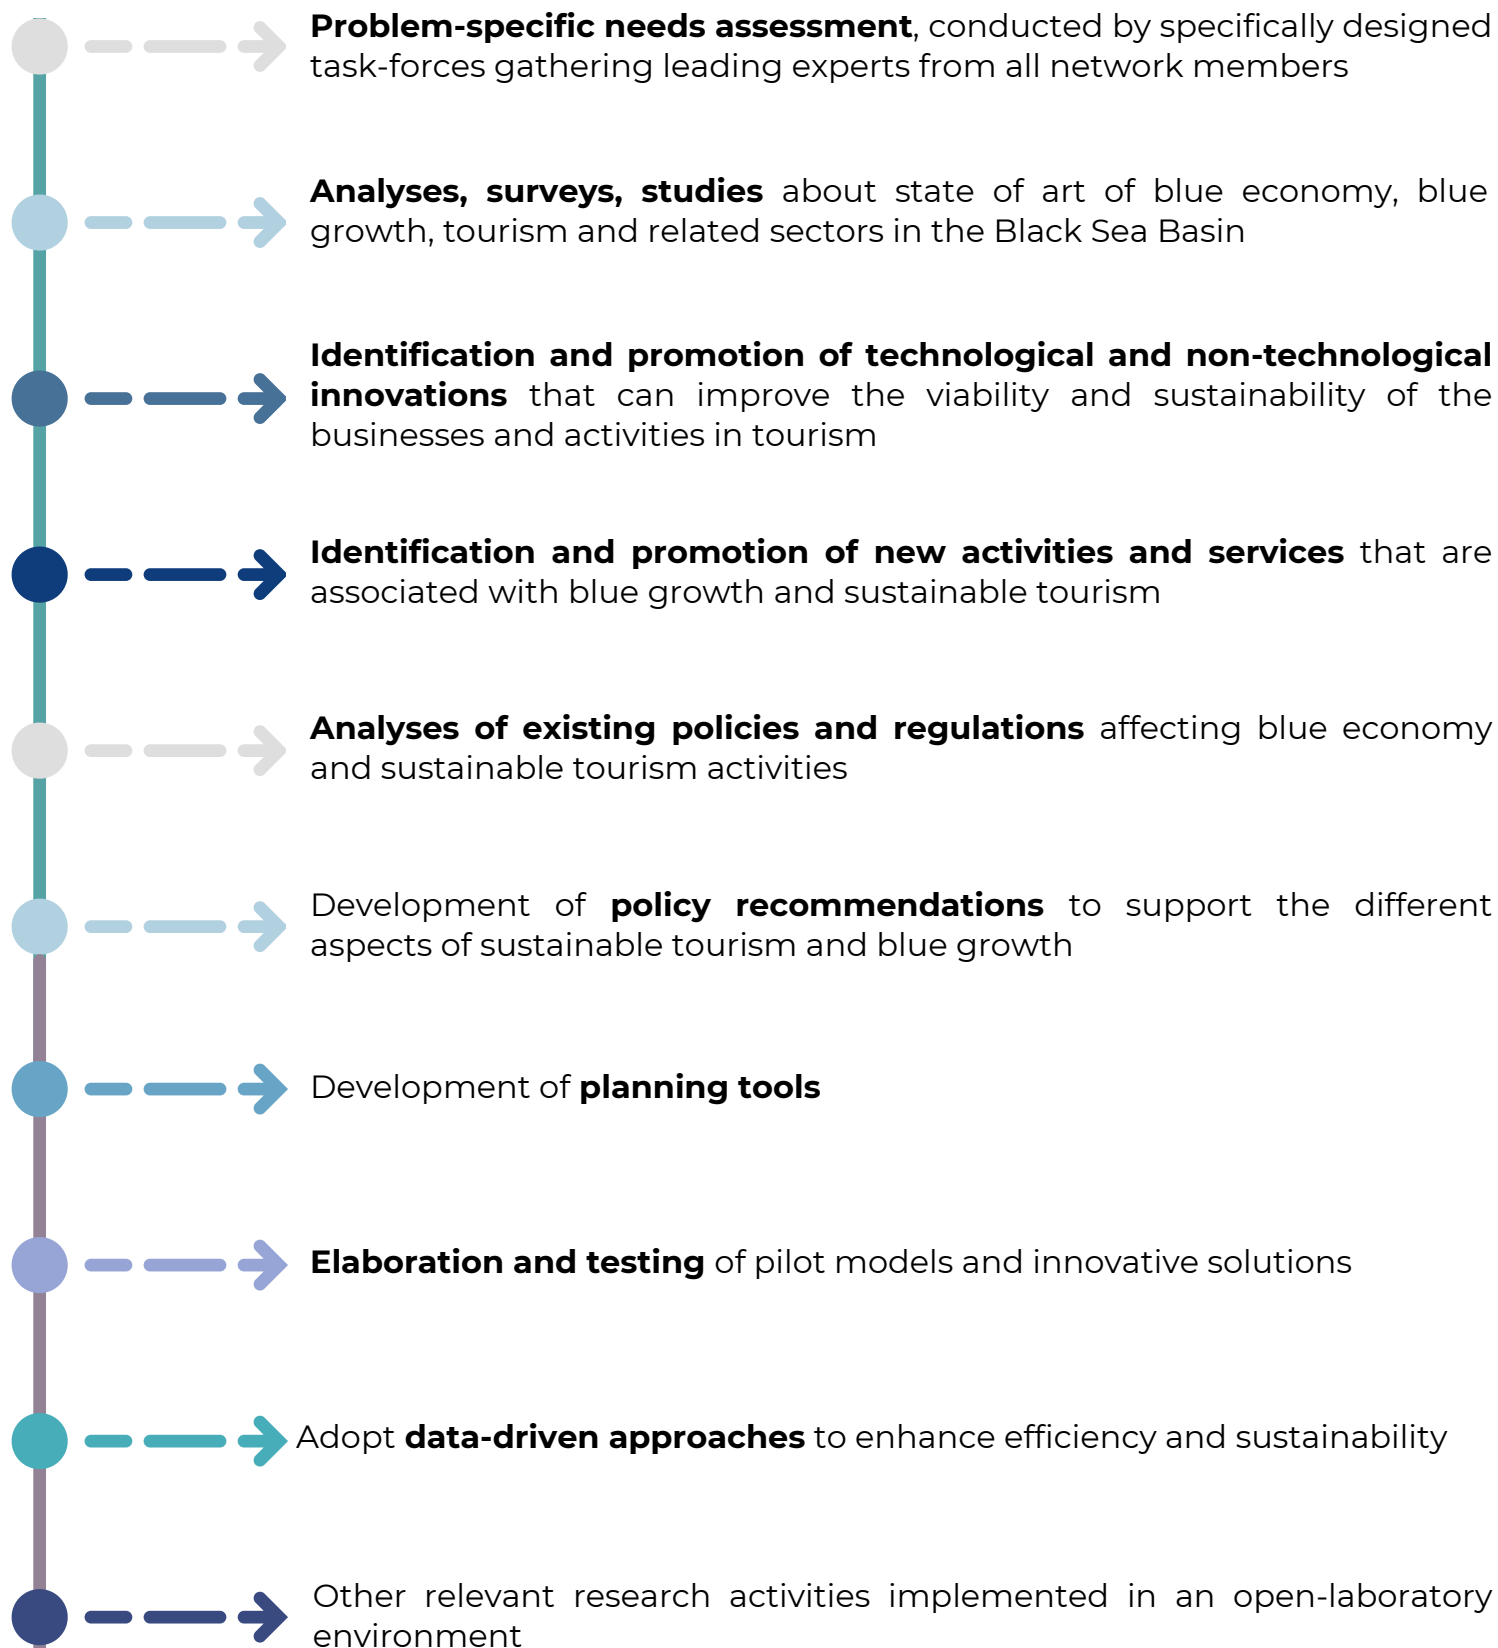 Problem-specific needs assessment, conducted by specifically designed
task-forces gathering leading experts from all network members
Analyses, surveys, studies about state of art of blue economy, blue
growth, tourism and related sectors in the Black Sea Basin
Identification and promotion of technological and non-technological
innovations that can improve the viability and sustainability of the
businesses and activities in tourism
Identification and promotion of new activities and services that are
associated with blue growth and sustainable tourism
Analyses of existing policies and regulations affecting blue economy
and sustainable tourism activities
Development of policy recommendations to support the different
aspects of sustainable tourism and blue growth
Development of planning tools
Elaboration and testing of pilot models and innovative solutions
Adopt data-driven approaches to enhance efficiency and sustainability
Other relevant research activities implemented in an open-laboratory
environment